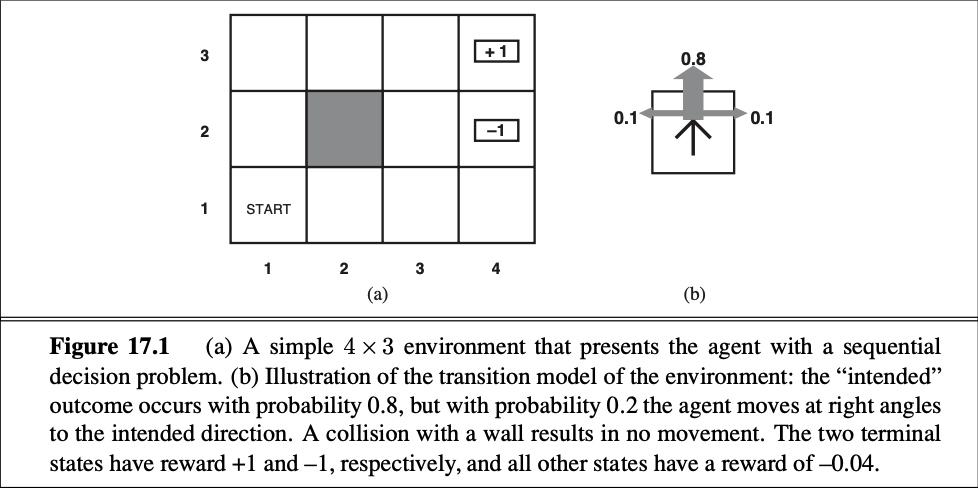 3
+1
0.8
0.1
0.1
2
–1
1
START
1 2 3 4
(a)
(b)
Figure 17.1 (a) A simple 4 × 3 environment that presents the agent with a sequential
decision problem. (b) Illustration of the transition model of the environment: the “intended”
outcome occurs with probability 0.8, but with probability 0.2 the agent moves at right angles
to the intended direction. A collision with a wall results in no movement. The two terminal
states have reward +1 and –1, respectively, and all other states have a reward of –0.04.